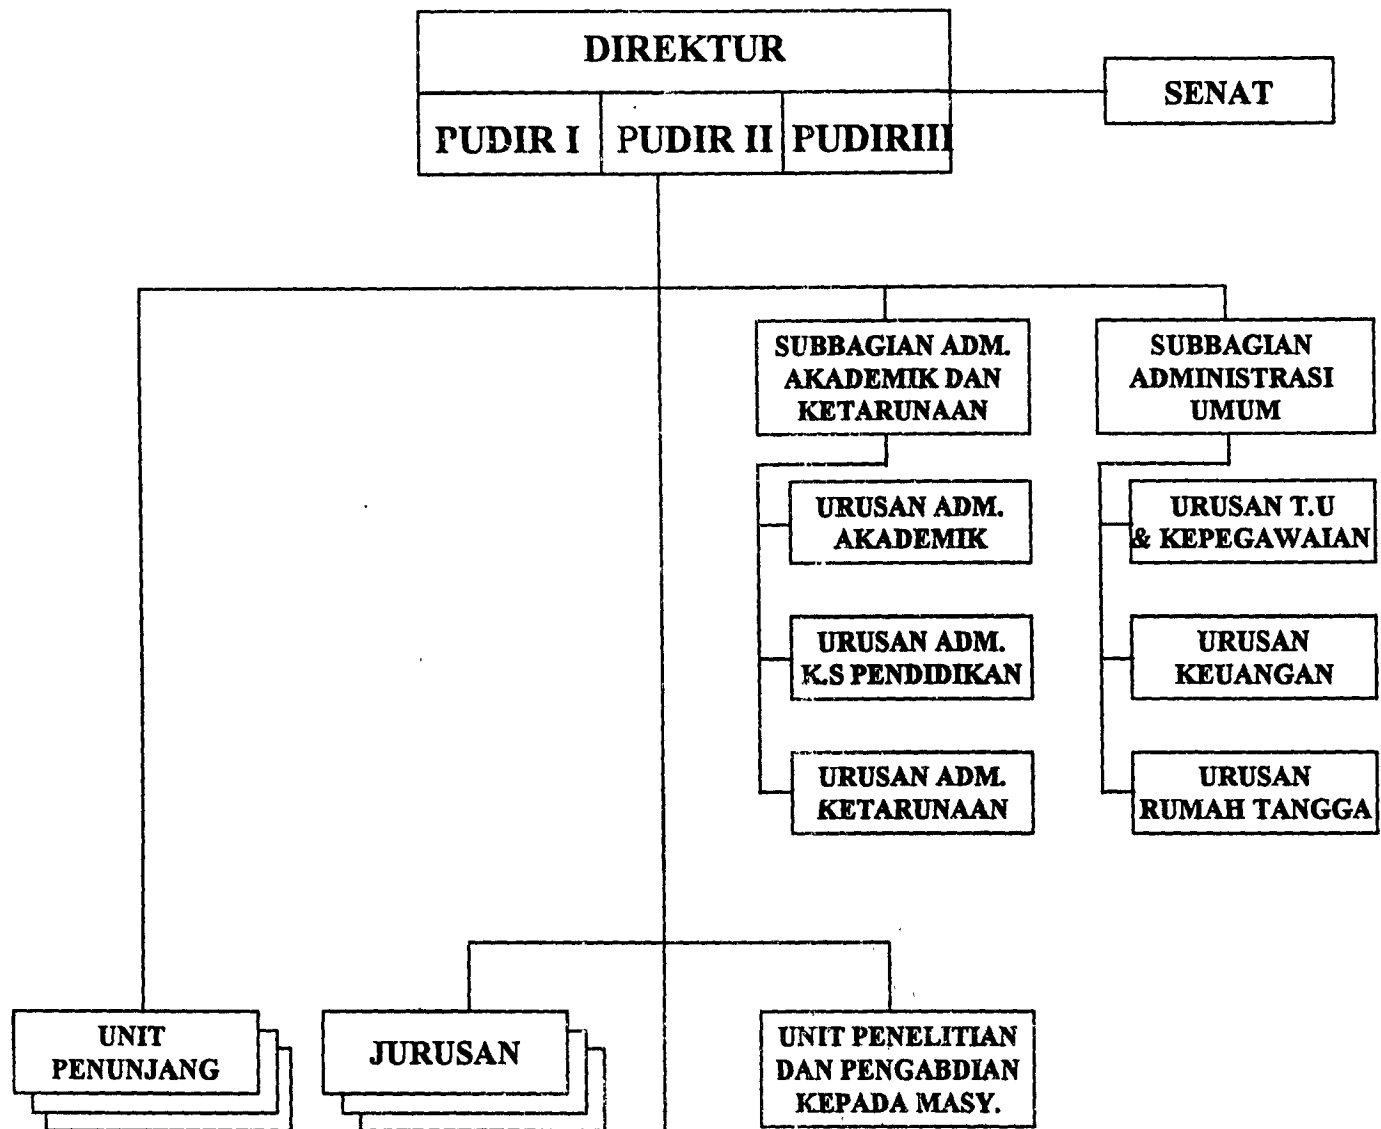 DIREKTUR
SENAT
PUDIR I
PUDIR II
PUDIRIII
SUBBAGIAN ADM.
AKADEMIK DAN
KETARUNAAN
SUBBAGIAN
ADMINISTRASI
UMUM
URUSAN ADM.
AKADEMIK
URUSAN T.U
& KEPEGAWAIAN
URUSAN ADM.
K.S PENDIDIKAN
URUSAN
KEUANGAN
URUSAN ADM.
KETARUNAAN
URUSAN
RUMAH TANGGA
UNIT
PENUNJANG
JURUSAN
UNIT PENELITIAN
DAN PENGABDIAN
KEPADA MASY.